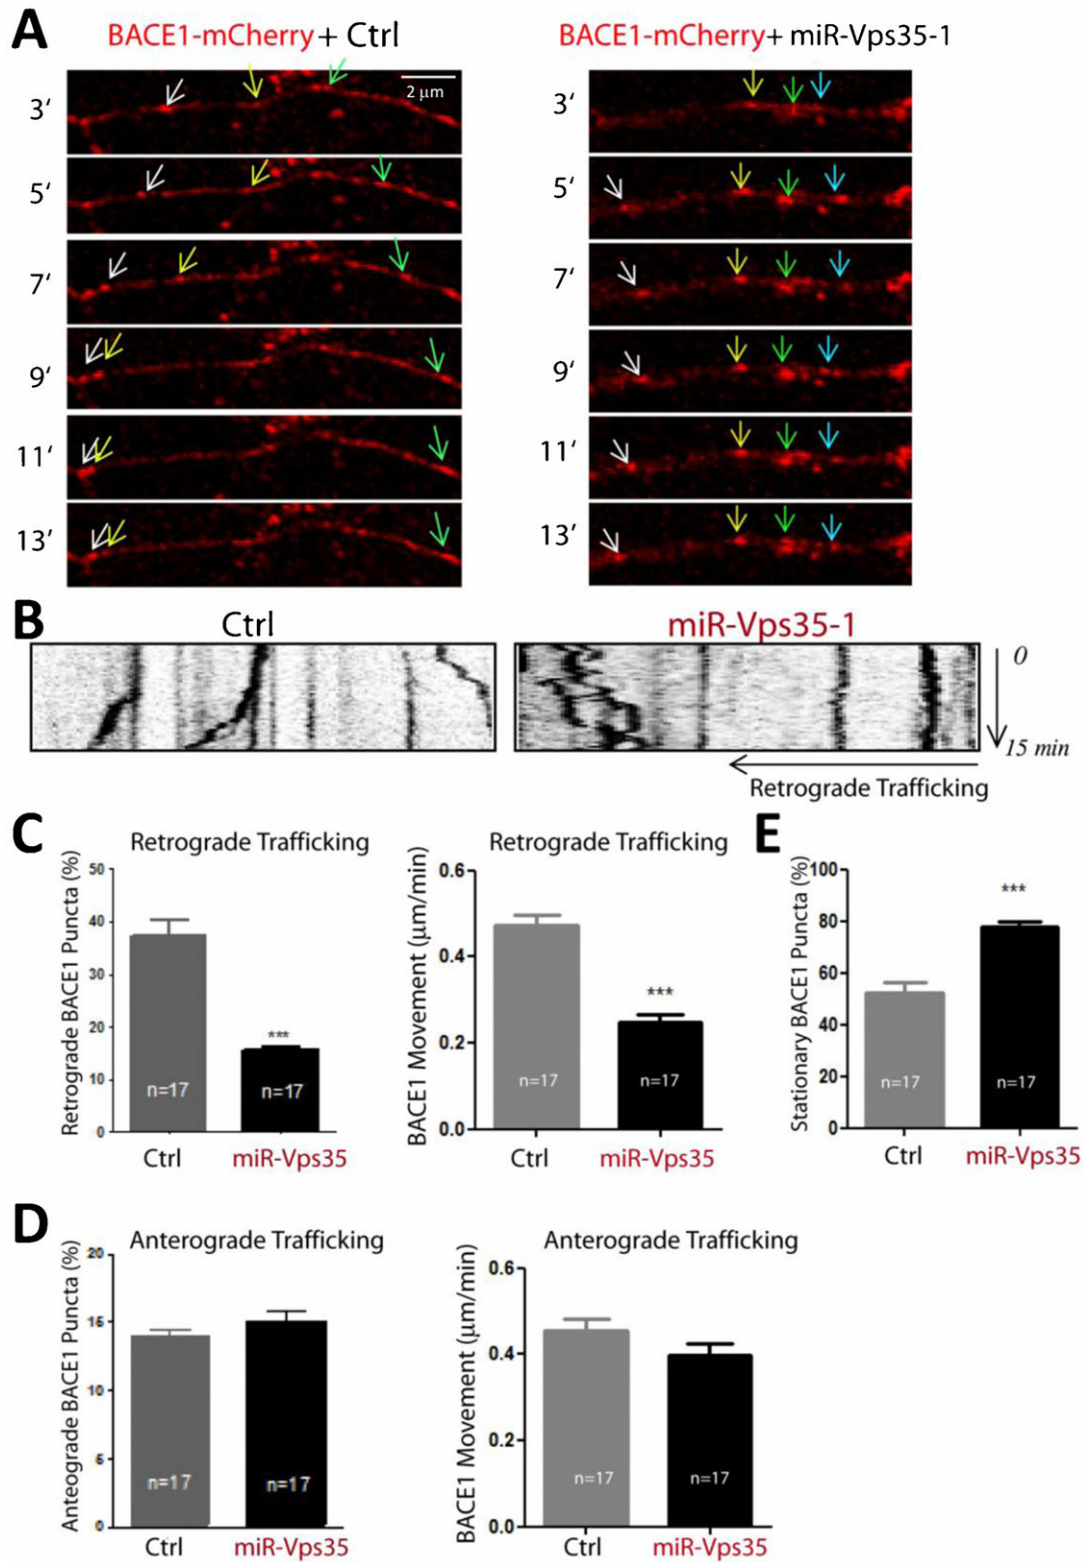 A
BACE1-mCherry + Ctrl
BACE1-mCherry+ miR-Vps35-1
2 μm
3‘
5‘
7‘
9‘
11‘
13’
3‘
5‘
7‘
9‘
11‘
13’
B
Ctrl
miR-Vps35-1
0
15 min
Retrograde Trafficking
C
Retrograde Trafficking
Retrograde BACE1 Puncta (%)
50
40
30
20
10
0
***
n=17
n=17
Ctrl
miR-Vps35
Retrograde Trafficking
BACE1 Movement (μm/min)
0.6
0.4
0.2
0.0
***
n=17
n=17
Ctrl
miR-Vps35
E
Stationary BACE1 Puncta (%)
100
80
60
40
20
0
***
n=17
n=17
Ctrl
miR-Vps35
D
Anterograde Trafficking
Anteograde BACE1 Puncta (%)
20
15
10
5
0
n=17
n=17
Ctrl
miR-Vps35
Anterograde Trafficking
BACE1 Movement (μm/min)
0.6
0.4
0.2
0.0
n=17
n=17
Ctrl
miR-Vps35